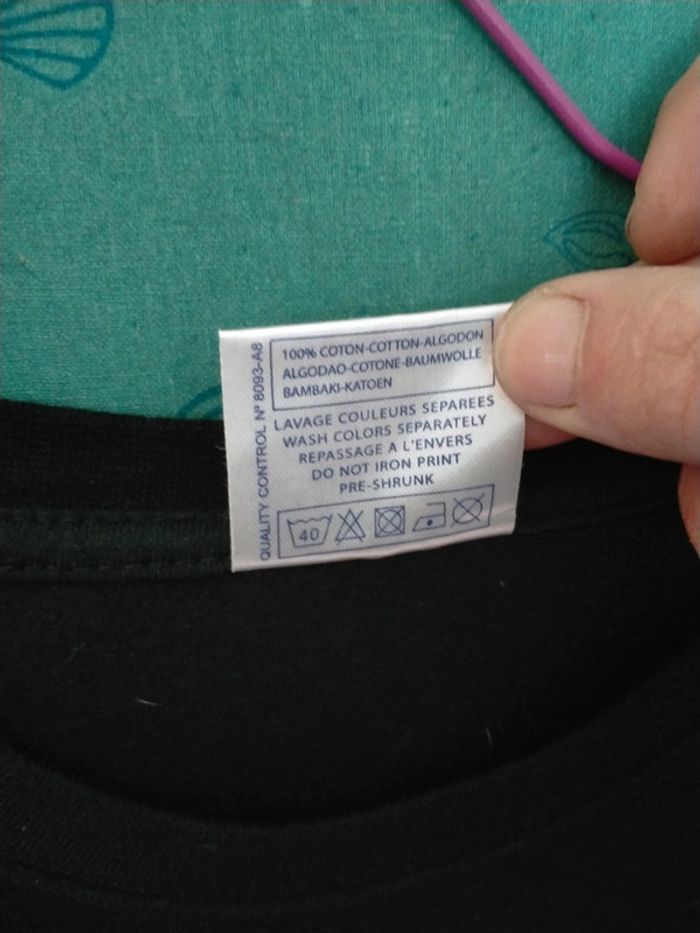 QUALITY CONTROL Nº 8093-A8
100% COTON-COTTON-ALGODON
ALGODAO-COTONE-BAUMWOLLE
BAMBAKI-KATOEN
LAVAGE COULEURS SEPAREES
WASH COLORS SEPARATELY
REPASSAGE A L'ENVERS
DO NOT IRON PRINT
PRE-SHRUNK
40